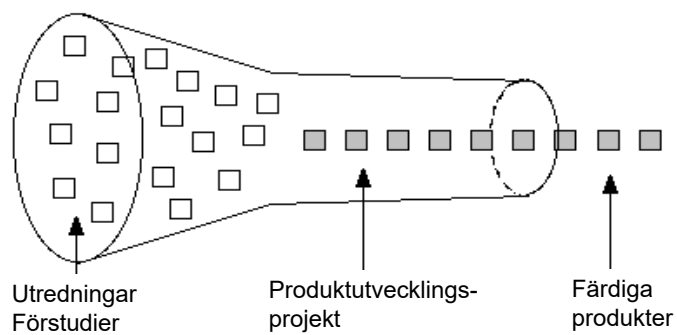 Utredningar
Förstudier
Produktutvecklings-
projekt
Färdiga
produkter